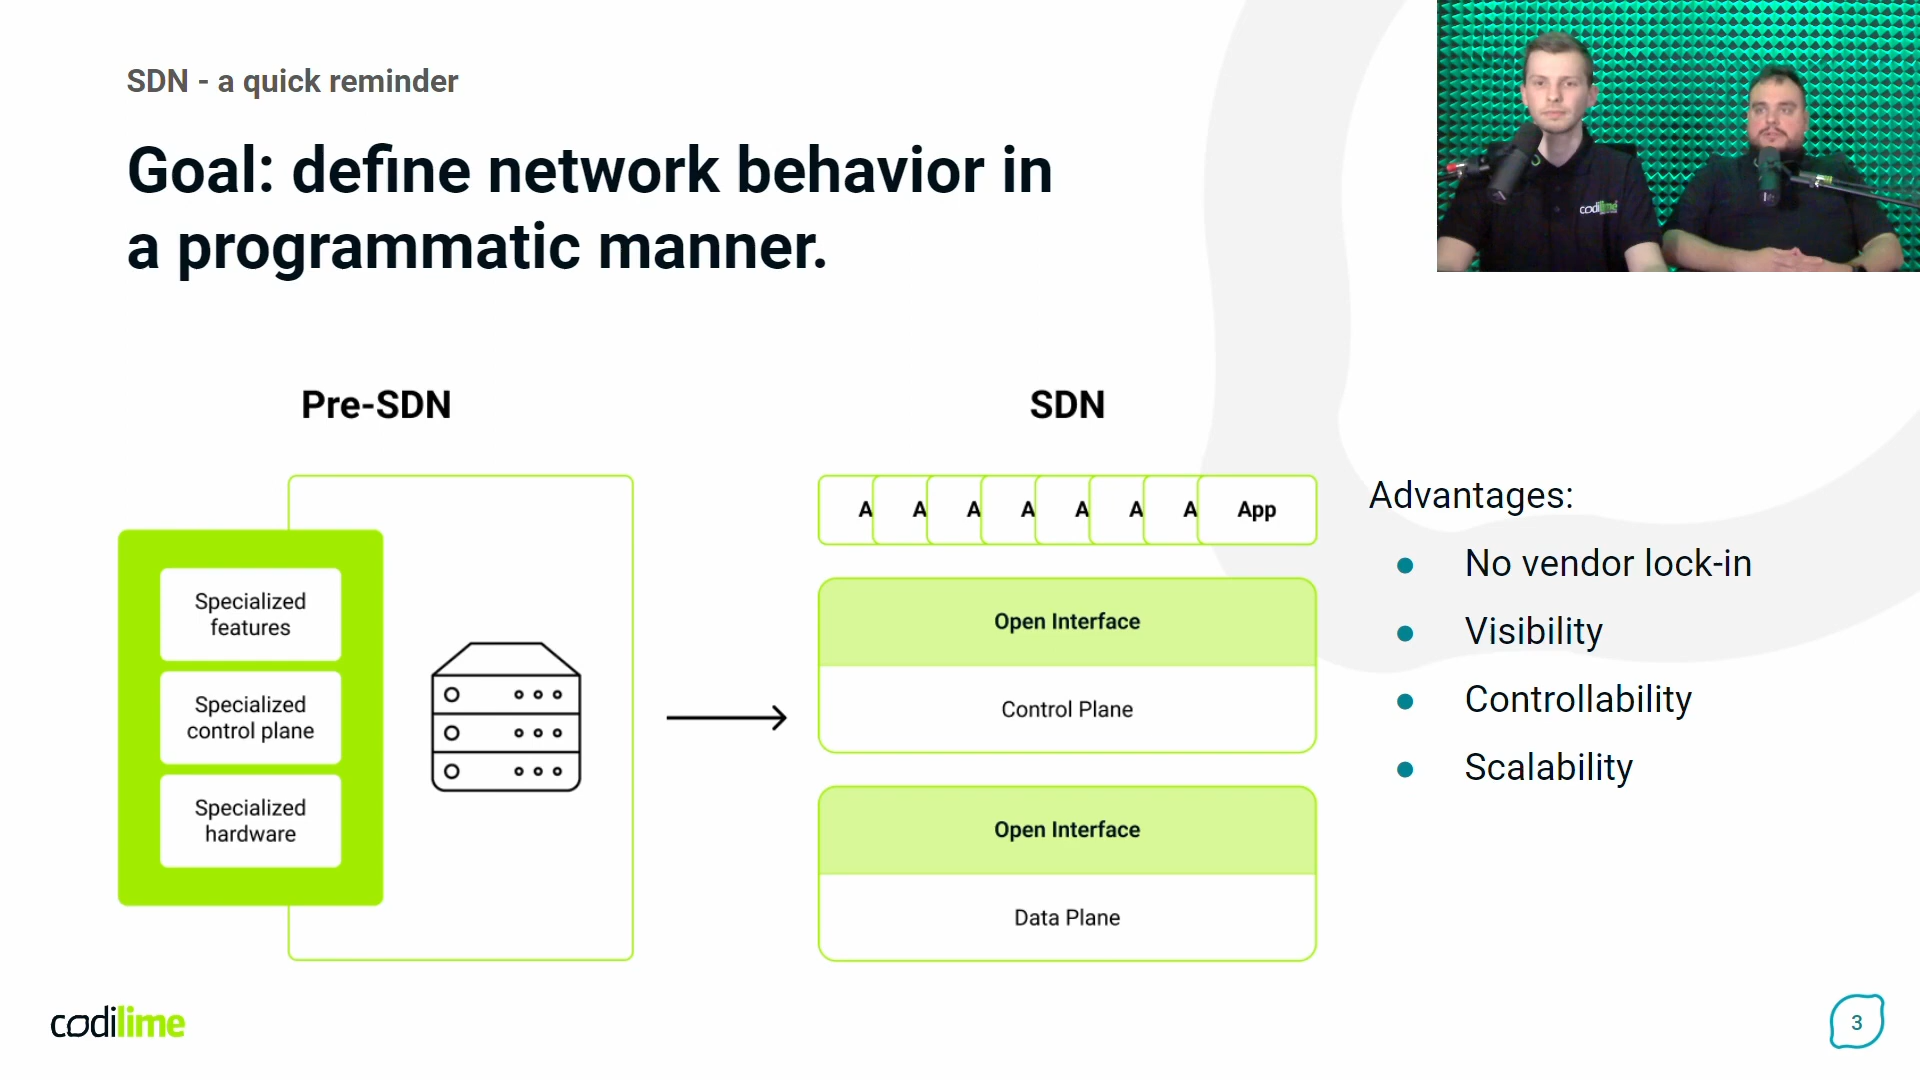 SDN - a quick reminder
Goal: define network behavior in
a programmatic manner.
codilime
Pre-SDN
SDN
Specialized
features
Specialized
control plane
Specialized
hardware
A A A A A A A App
Open Interface
Control Plane
Open Interface
Data Plane
Advantages:
● No vendor lock-in
● Visibility
● Controllability
● Scalability
codilime
3